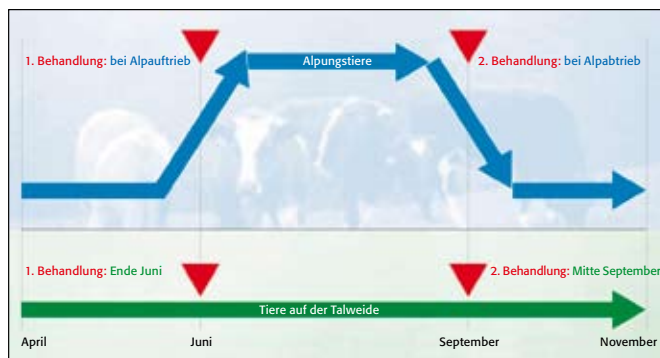 1. Behandlung: bei Alpauftrieb
Alpungstiere
2. Behandlung: bei Alpabtrieb
1. Behandlung: Ende Juni
2. Behandlung: Mitte September
Tiere auf der Talweide
April
Juni
September
November